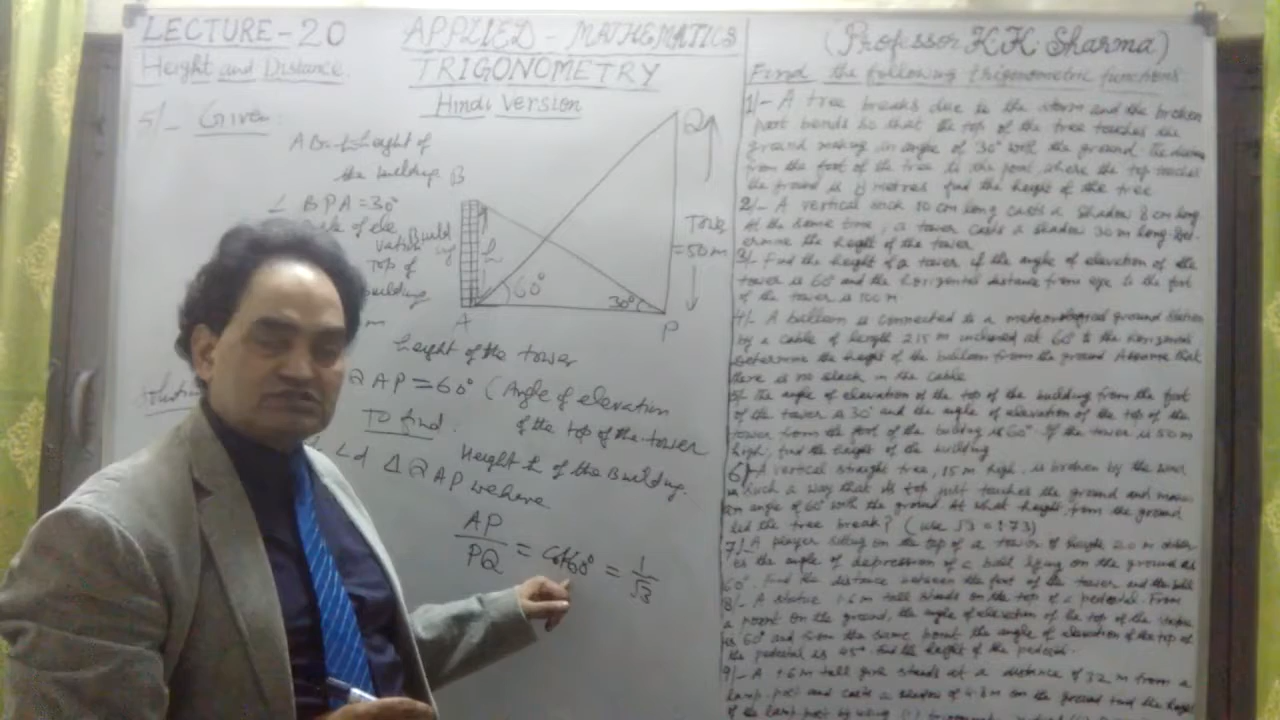 LECTURE-20
Height and Distance.
APPLIED - MATHEMATICS
TRIGONOMETRY
Hindi Version
(Professor K.K. Sharma)
5/- Given:
height of
the building B
∠ BPA = 30°
Build
ing
top of
h
60°
30°
A
P
Q
= 50 m
height of the tower
QAP = 60° (Angle of elevation
of the top of the tower
To find.
Height h of the Building.
Δ QAP we have
AP/PQ = Cot60° = 1/√3
Find the following trigonometric functions
1/- A tree breaks due to the storm and the broken
part bends so that the top of the tree touches the
ground making an angle of 30° with the ground. The
from the foot of the tree to the point where the top touches
the ground is 8 metres find the height of the tree
2/- A vertical stick 10 cm long casts a shadow 8 cm long.
At the same time, a tower casts a shadow 30 m long. Det-
ermine the height of the tower
3/- Find the height of a tower if the angle of elevation of the
tower is 60° and the horizontal distance from eye to the foot
of the tower is 100 m
4/- A balloon is connected to a meteorological ground station
by a cable of length 215 m inclined at 60° to the horizontal
determine the height of the balloon from the ground Assume that
there is no slack in the cable
5/- The angle of elevation of the top of the building from the foot
of the tower is 30° and the angle of elevation of the top of the
tower from the foot of the building is 60°. If the tower is 50 m
high, find the height of the building
6/- A vertical straight tree, 15 m high, is broken by the wind
in such a way that its top just touches the ground and makes
an angle of 60° with the ground. At what height from the ground
did the tree break? (use √3 = 1.73)
7/- A player sitting on the top of a tower of height 20 m
the angle of depression of a ball lying on the ground as
60°. Find the distance between the foot of the tower and the ball
8/- A statue 1.6 m tall stands on the top of a pedestal. From
a point on the ground, the angle of elevation of the top of the statue
is 60° and from the same point the angle of elevation of the top of
the pedestal is 45°. Find the height of the pedestal.
9/- A 1.6 m tall girl stands at a distance of 3.2 m from a
lamp-post and casts a shadow of 4.8 m on the ground find the height
of the lamp post by using (i) trigonometric